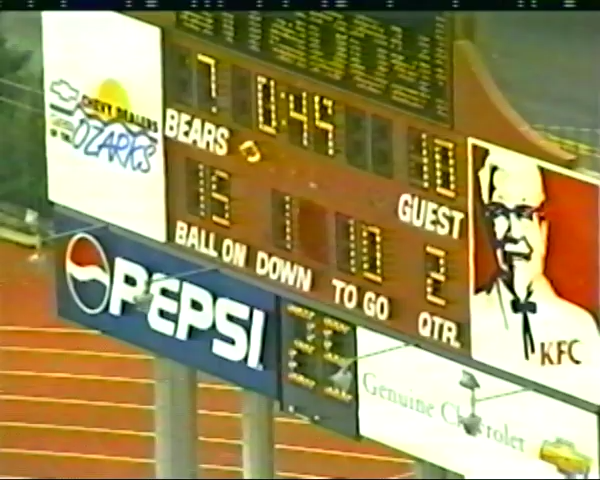 CHEVY DEALERS
OZARKS
7 0:45 10
BEARS GUEST
15 1 10 2
BALL ON DOWN TO GO QTR.
PEPSI
KFC
Genuine Chevrolet